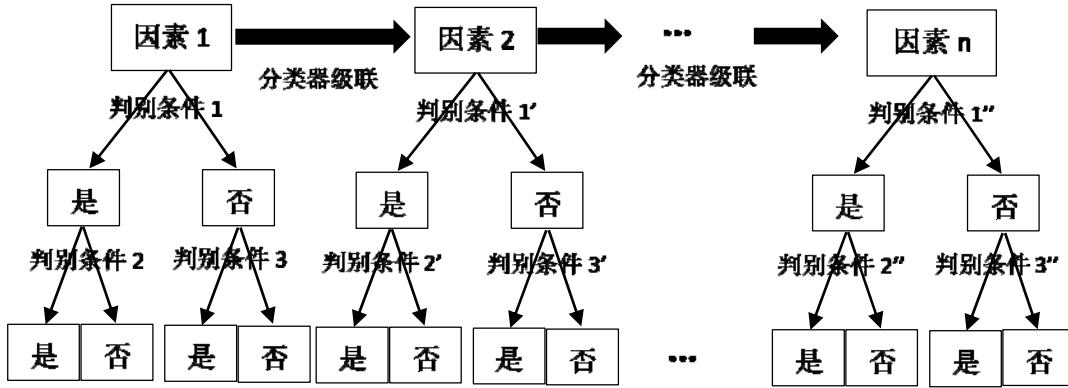 因素 1
因素 2
...
因素 n
分类器级联
分类器级联
判别条件 1
判别条件 1'
判别条件 1''
是
否
是
否
是
否
判别条件 2
判别条件 3
判别条件 2'
判别条件 3'
判别条件 2''
判别条件 3''
是
否
是
否
是
否
是
否
...
是
否
是
否